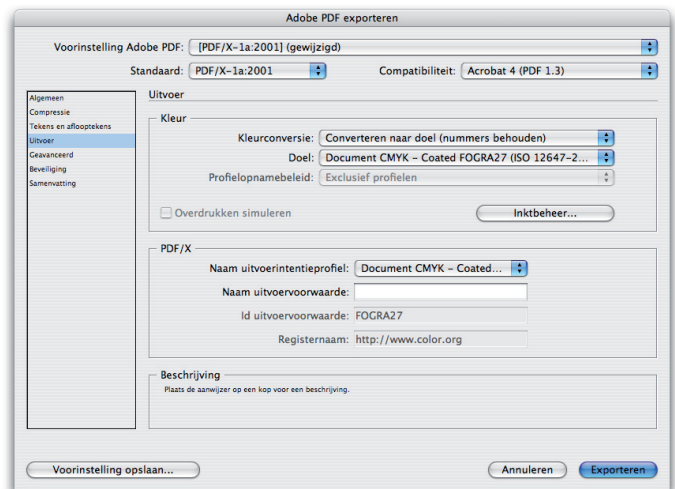 Adobe PDF exporteren
Voorinstelling Adobe PDF: [PDF/X-1a:2001] (gewijzigd)
Standaard: PDF/X-1a:2001 Compatibiliteit: Acrobat 4 (PDF 1.3)
Algemeen
Compressie
Tekens en aflooptekens
Uitvoer
Geavanceerd
Beveiliging
Samenvatting
Uitvoer
Kleur
Kleurconversie: Converteren naar doel (nummers behouden)
Doel: Document CMYK – Coated FOGRA27 (ISO 12647-2...
Profielopnamebeleid: Exclusief profielen
Overdrukken simuleren Inktbeheer...
PDF/X
Naam uitvoerintentieprofiel: Document CMYK – Coated...
Naam uitvoervoorwaarde:
Id uitvoervoorwaarde: FOGRA27
Registernaam: http://www.color.org
Beschrijving
Plaats de aanwijzer op een kop voor een beschrijving.
Voorinstelling opslaan... Annuleren Exporteren